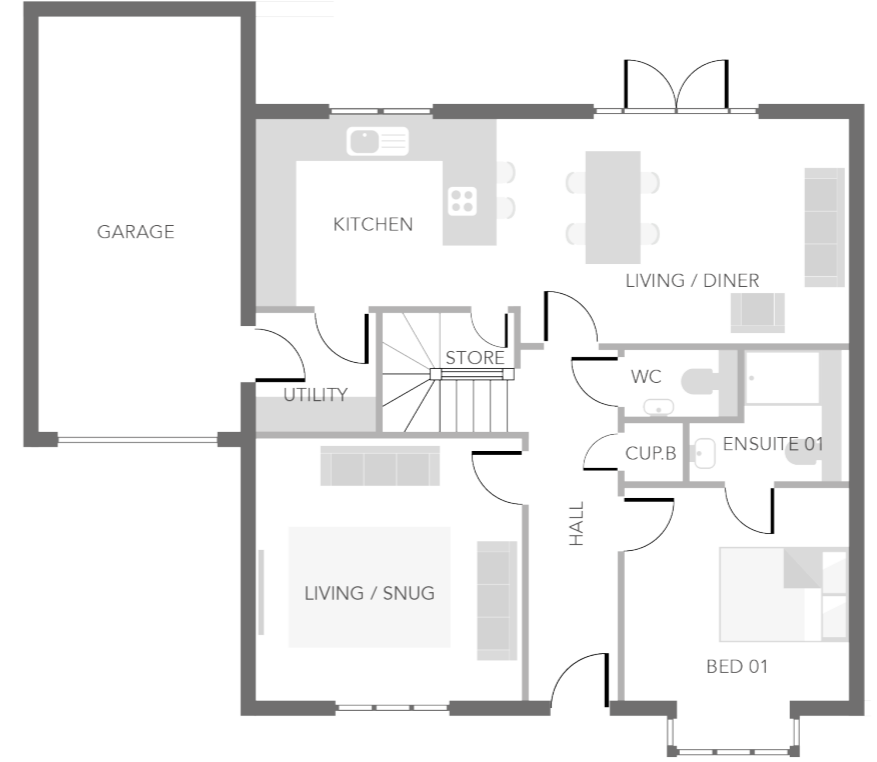 GARAGE
KITCHEN
LIVING / DINER
STORE
WC
UTILITY
ENSUITE 01
CUP.B
HALL
LIVING / SNUG
BED 01